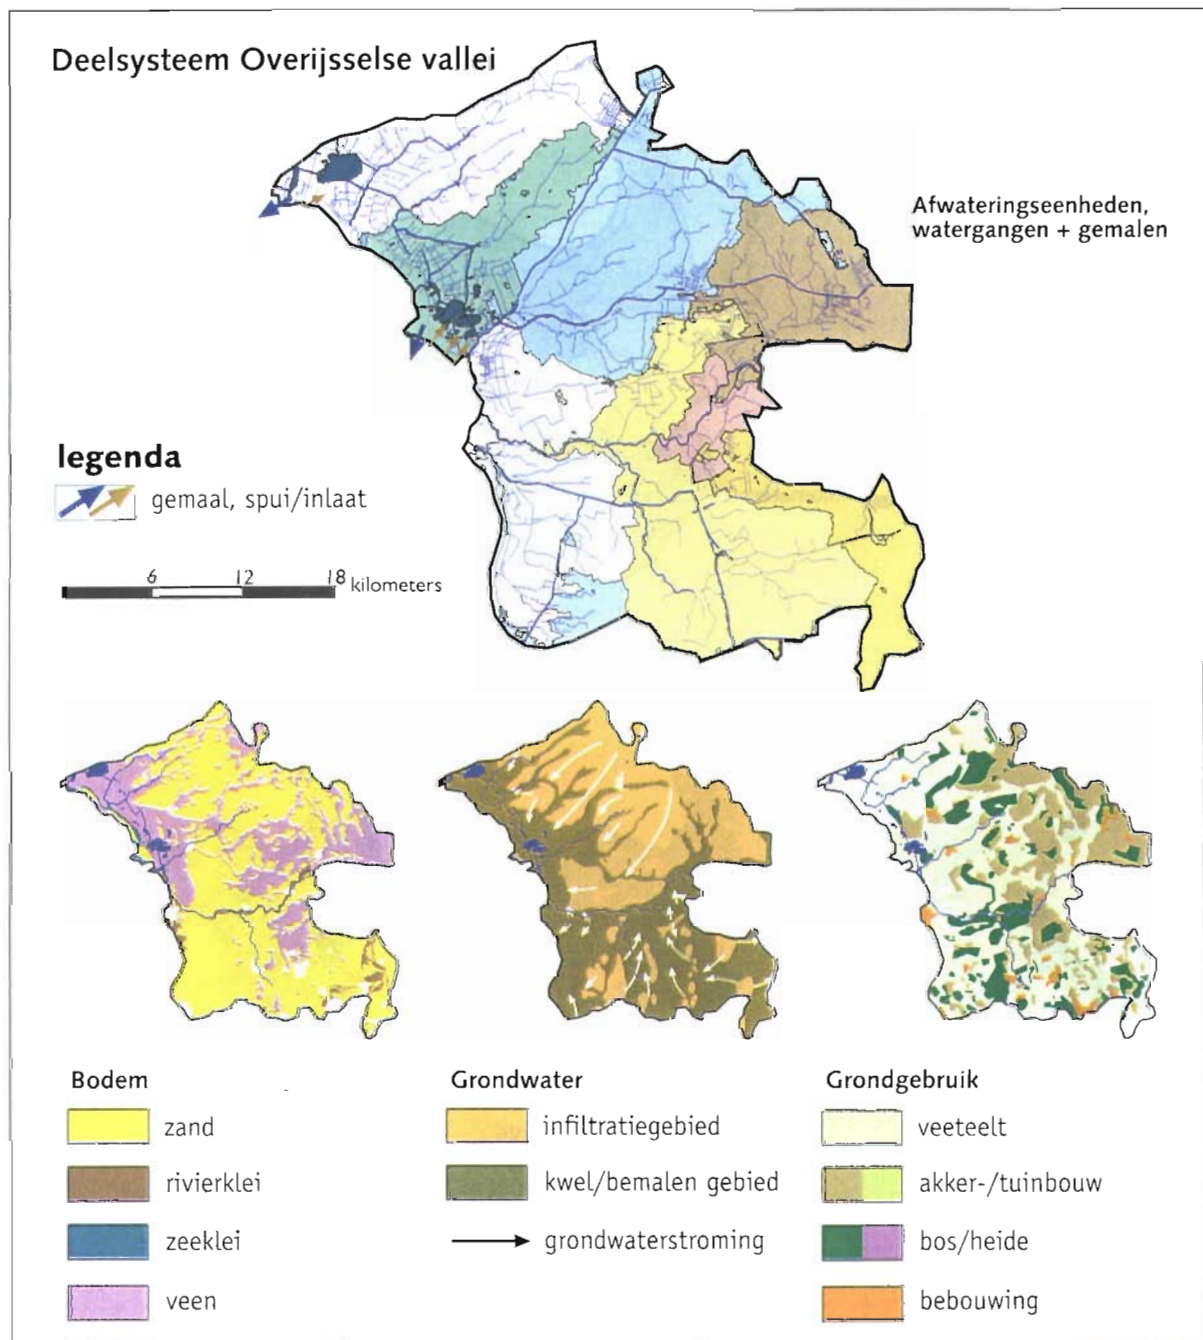 Deelsysteem Overijsselse vallei
Afwateringseenheden,
watergangen + gemalen
legenda
gemaal, spui/inlaat
6 12 18 kilometers
Bodem
zand
rivierklei
zeeklei
veen
Grondwater
infiltratiegebied
kwel/bemalen gebied
grondwaterstroming
Grondgebruik
veeteelt
akker-/tuinbouw
bos/heide
bebouwing